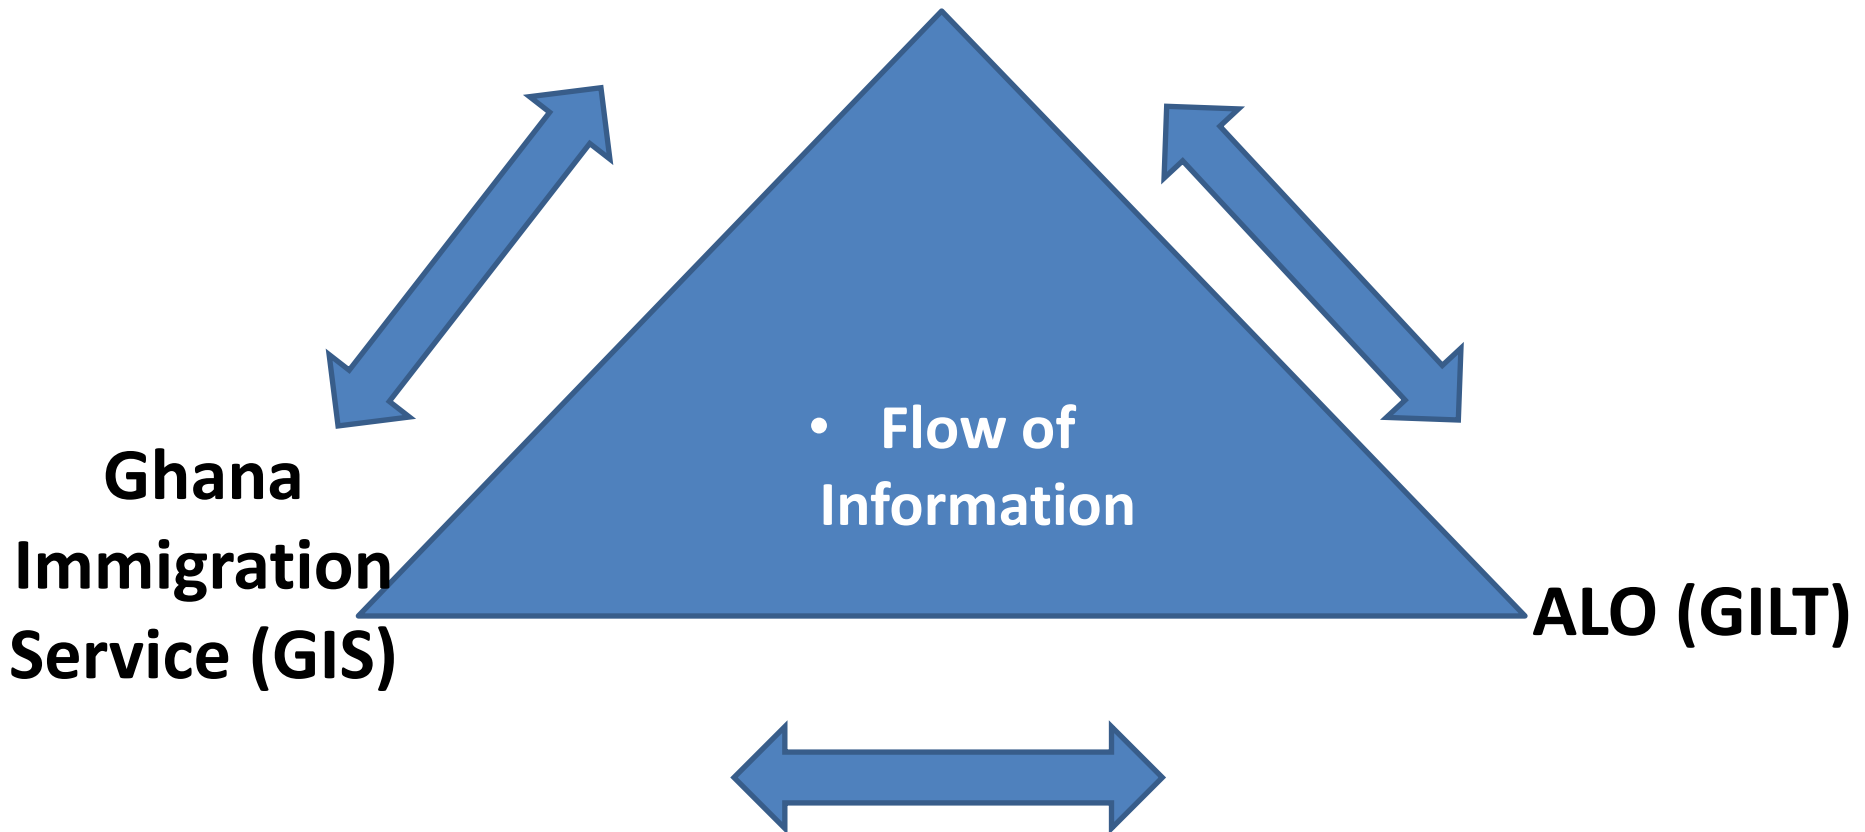 • Flow of
Information
Ghana
Immigration
Service (GIS)
ALO (GILT)